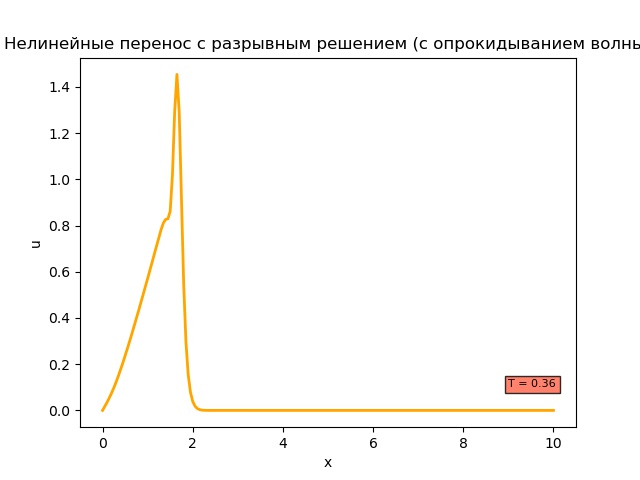 Нелинейные перенос с разрывным решением (с опрокидыванием волны
1.4
1.2
1.0
0.8
0.6
0.4
0.2
0.0
u
T = 0.36
0 2 4 6 8 10
x